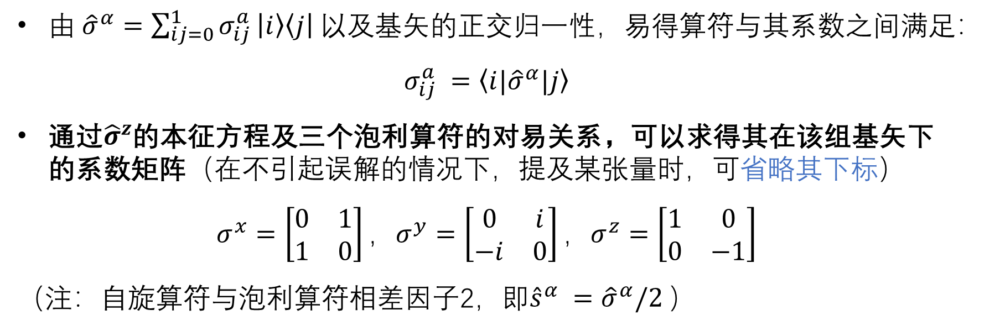 • 由 $\hat{\sigma}^{\alpha} = \sum_{ij=0}^{1} \sigma_{ij}^{a} |i\rangle\langle j|$ 以及基矢的正交归一性，易得算符与其系数之间满足：
$\sigma_{ij}^{a} = \langle i|\hat{\sigma}^{\alpha}|j\rangle$
• 通过$\hat{\sigma}^{z}$的本征方程及三个泡利算符的对易关系，可以求得其在该组基矢下
的系数矩阵（在不引起误解的情况下，提及某张量时，可省略其下标）
$\sigma^{x} = \begin{bmatrix} 0 & 1 \\ 1 & 0 \end{bmatrix}$，$\sigma^{y} = \begin{bmatrix} 0 & i \\ -i & 0 \end{bmatrix}$，$\sigma^{z} = \begin{bmatrix} 1 & 0 \\ 0 & -1 \end{bmatrix}$
（注：自旋算符与泡利算符相差因子2，即$\hat{s}^{\alpha} = \hat{\sigma}^{\alpha}/2$）